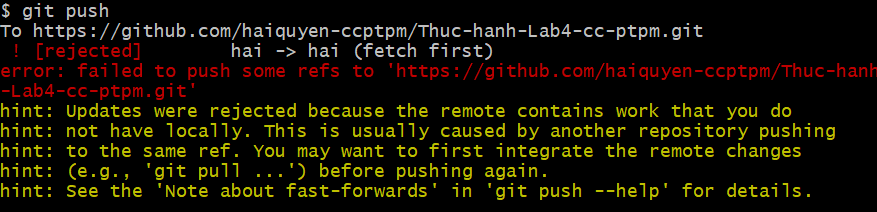 $ git push
To https://github.com/haiquyen-ccptpm/Thuc-hanh-Lab4-cc-ptpm.git
 ! [rejected]        hai -> hai (fetch first)
error: failed to push some refs to 'https://github.com/haiquyen-ccptpm/Thuc-hanh
-Lab4-cc-ptpm.git'
hint: Updates were rejected because the remote contains work that you do
hint: not have locally. This is usually caused by another repository pushing
hint: to the same ref. You may want to first integrate the remote changes
hint: (e.g., 'git pull ...') before pushing again.
hint: See the 'Note about fast-forwards' in 'git push --help' for details.